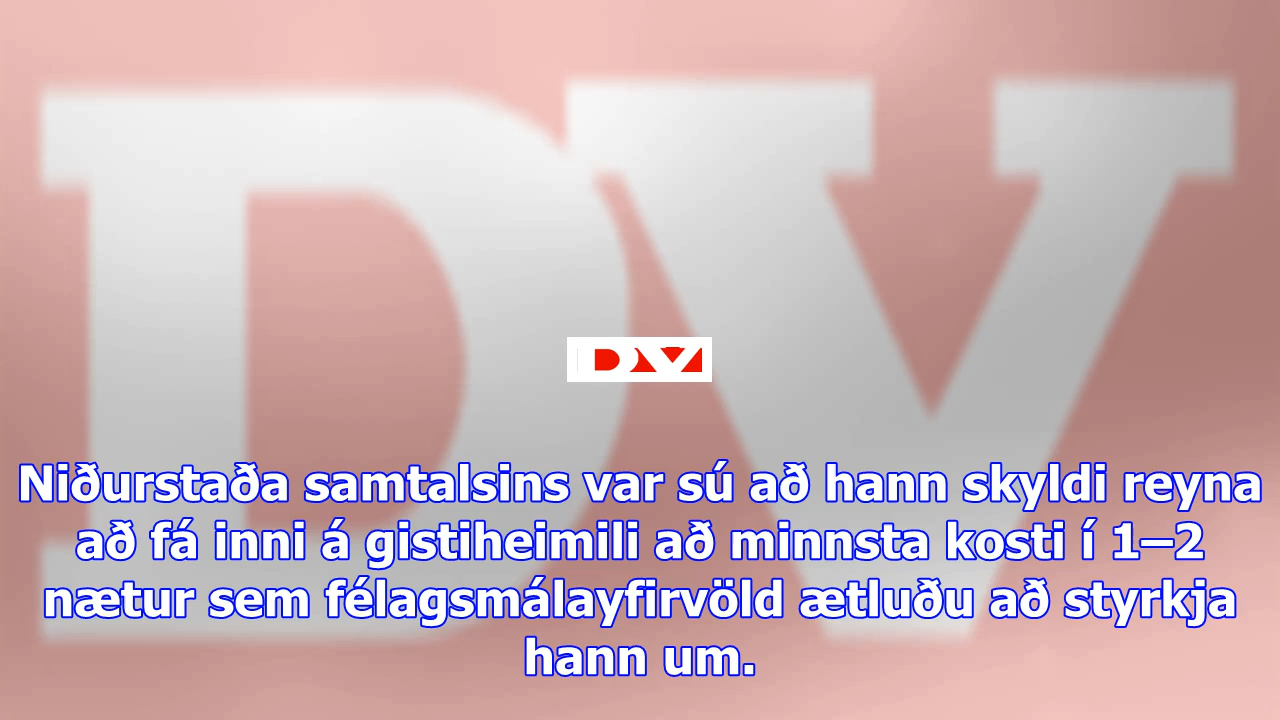 DV
DV
Niðurstaða samtalsins var sú að hann skyldi reyna
að fá inni á gistiheimili að minnsta kosti í 1–2
nætur sem félagsmálayfirvöld ætluðu að styrkja
hann um.